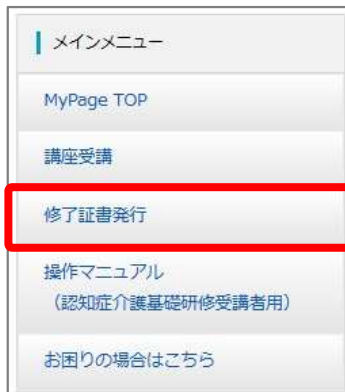 メインメニュー
MyPage TOP
講座受講
修了証書発行
操作マニュアル
（認知症介護基礎研修受講者用）
お困りの場合はこちら